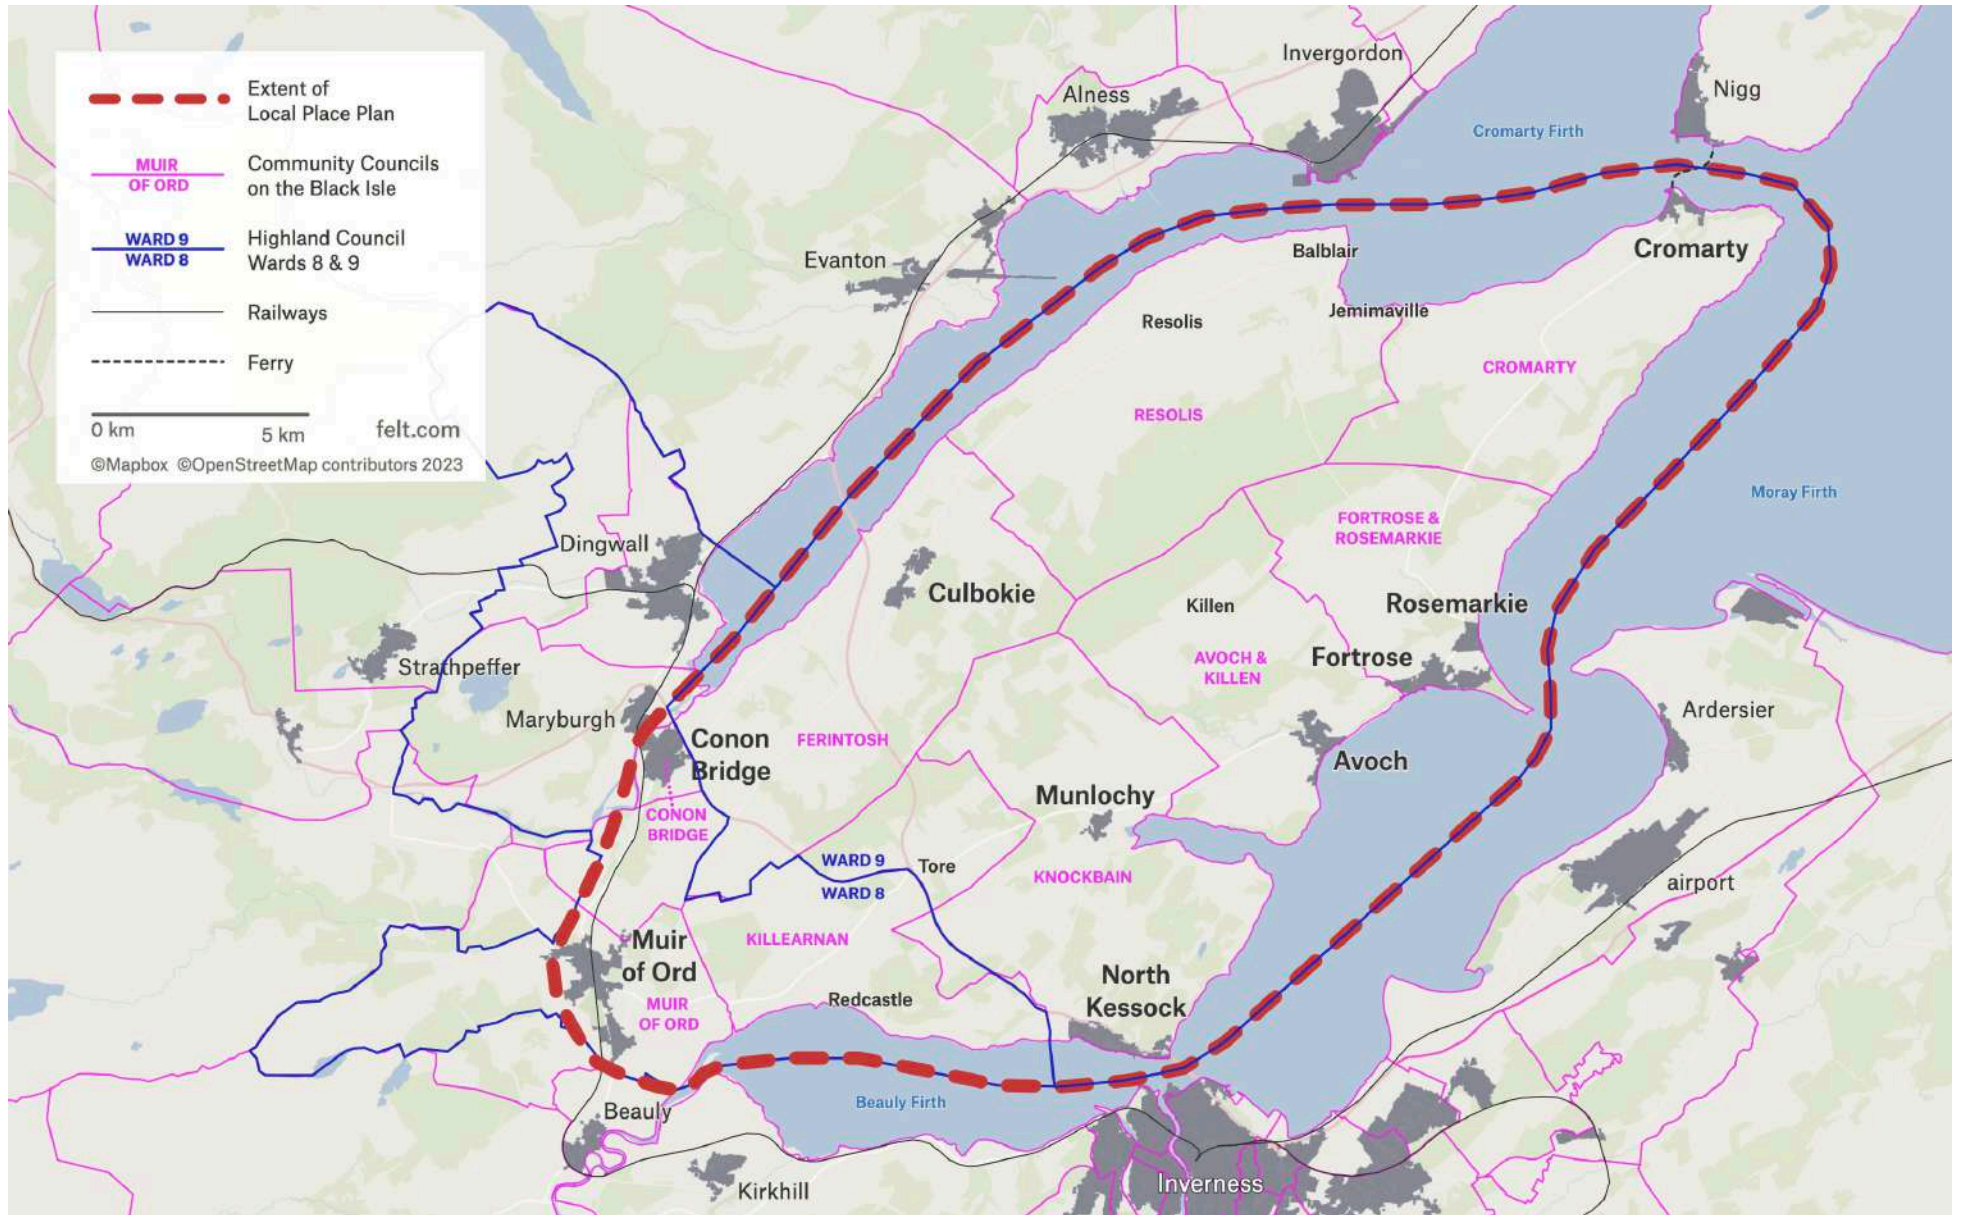 Extent of
Local Place Plan
MUIR
OF ORD
Community Councils
on the Black Isle
WARD 9
WARD 8
Highland Council
Wards 8 & 9
Railways
Ferry
0 km
5 km
felt.com
©Mapbox ©OpenStreetMap contributors 2023
Invergordon
Alness
Nigg
Cromarty Firth
Evanton
Balblair
Cromarty
Resolis
Jemimaville
CROMARTY
RESOLIS
Moray Firth
FORTROSE &
ROSEMARKIE
Dingwall
Culbokie
Killen
Rosemarkie
Strathpeffer
AVOCH &
KILLEN
Fortrose
Maryburgh
Conon
Bridge
FERINTOSH
Ardersier
Avoch
Munlochy
CONON
BRIDGE
WARD 9
WARD 8
Tore
KNOCKBAIN
airport
Muir
of Ord
KILLEARNAN
North
Kessock
MUIR
OF ORD
Redcastle
Beauly
Beauly Firth
Kirkhill
Inverness